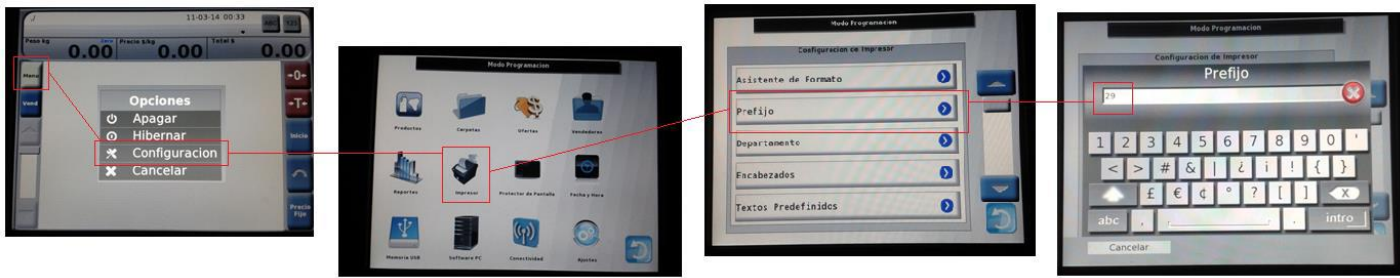 11-03-14 00:33
ABC
123
Peso kg
Zero
0.00
Precio $/kg
0.00
Total $
0.00
Menu
Vend
Opciones
Apagar
Hibernar
Configuracion
Cancelar
→0←
→T←
Inicio
Precio
Fijo
Modo Programacion
Productos
Carpetas
Ofertas
Vendedores
Reportes
Impresor
Protector de Pantalla
Fecha y Hora
Memoria USB
Software PC
Conectividad
Ajustes
Modo Programacion
Configuracion de Impresor
Asistente de Formato
Prefijo
Departamento
Encabezados
Textos Predefinidos
Modo Programacion
Configuracion de Impresor
Prefijo
29
1 2 3 4 5 6 7 8 9 0 '
< > # & | ¿ i ! { }
£ € ¢ ° ? [ ] X
abc , . intro
Cancelar